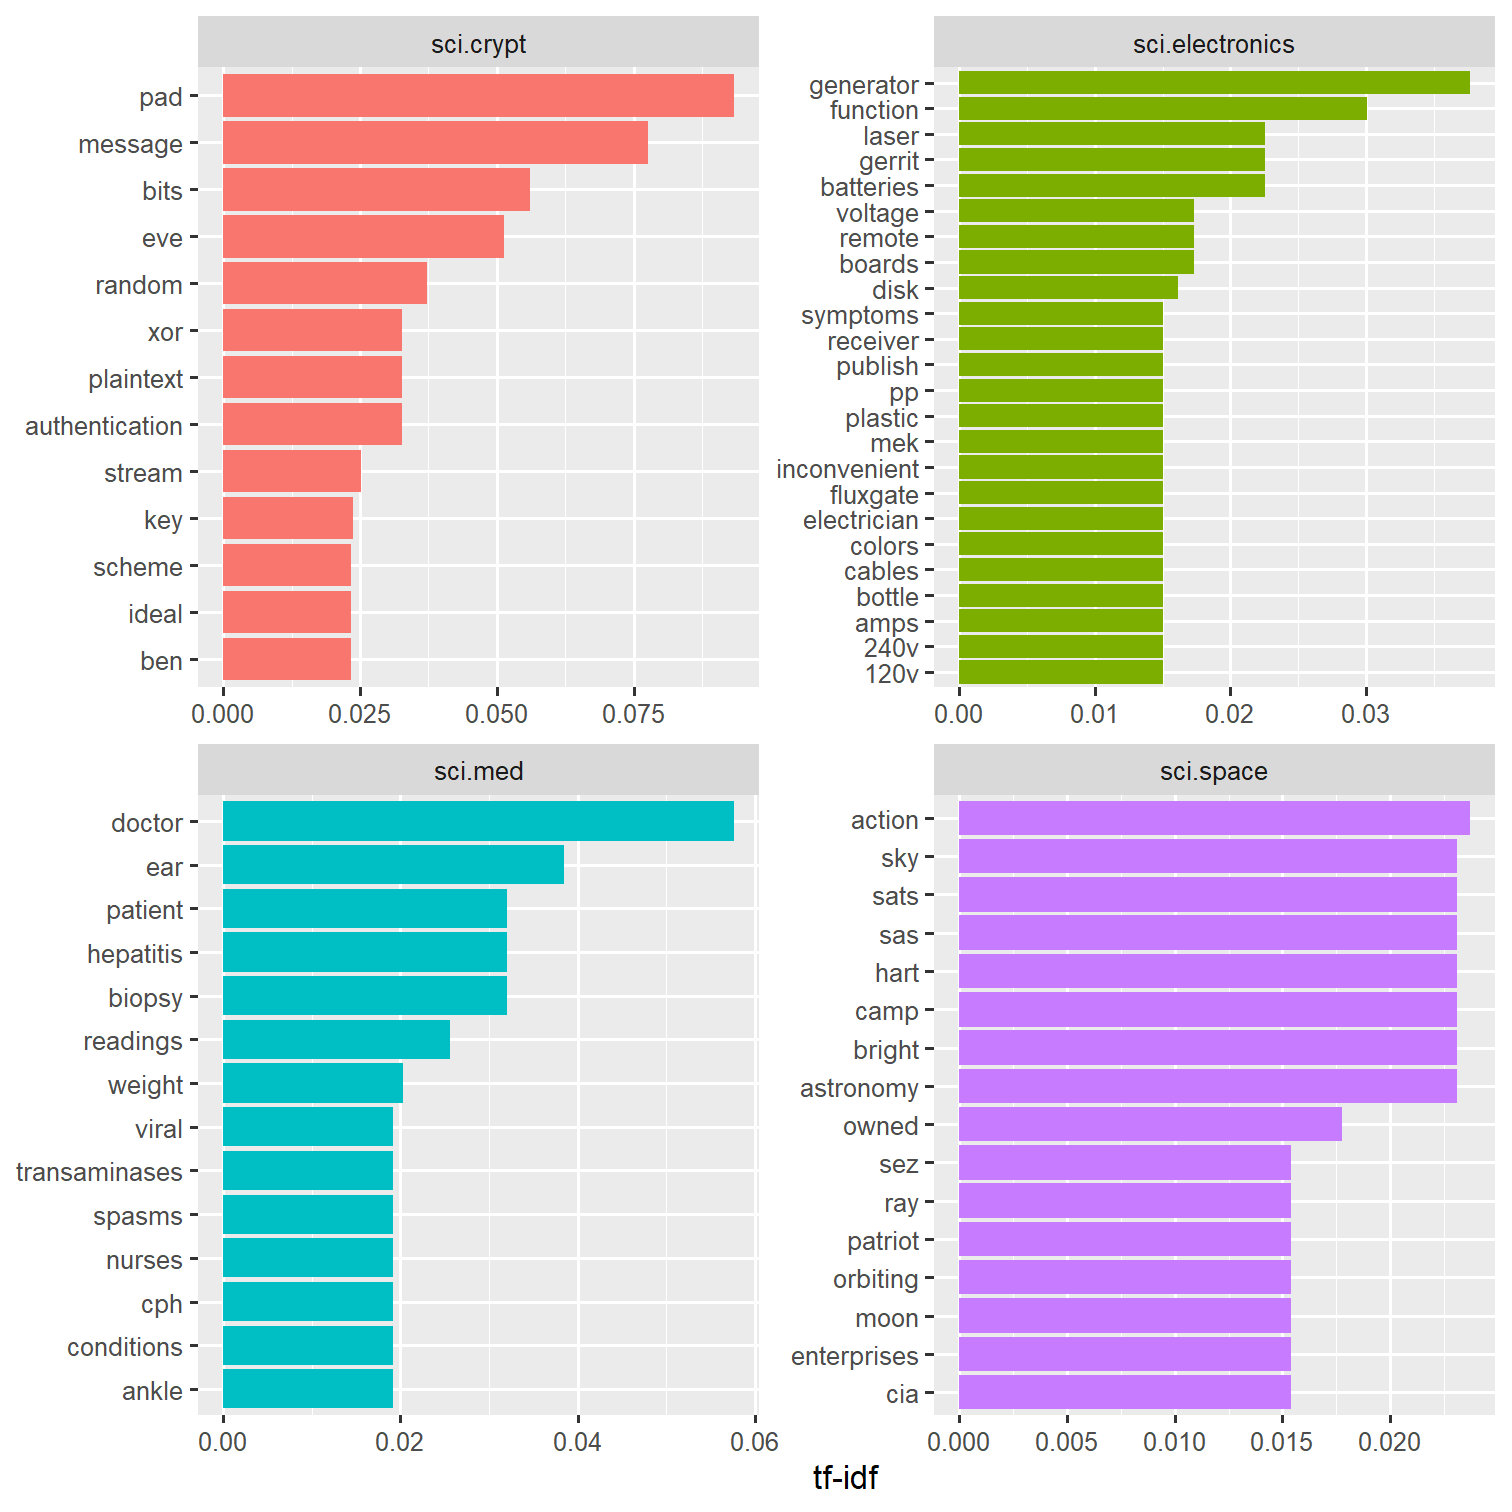 sci.crypt
pad
message
bits
eve
random
xor
plaintext
authentication
stream
key
scheme
ideal
ben
0.000 0.025 0.050 0.075
sci.electronics
generator
function
laser
gerrit
batteries
voltage
remote
boards
disk
symptoms
receiver
publish
pp
plastic
mek
inconvenient
fluxgate
electrician
colors
cables
bottle
amps
240v
120v
0.00 0.01 0.02 0.03
sci.med
doctor
ear
patient
hepatitis
biopsy
readings
weight
viral
transaminases
spasms
nurses
cph
conditions
ankle
0.00 0.02 0.04 0.06
sci.space
action
sky
sats
sas
hart
camp
bright
astronomy
owned
sez
ray
patriot
orbiting
moon
enterprises
cia
0.000 0.005 0.010 0.015 0.020
tf-idf